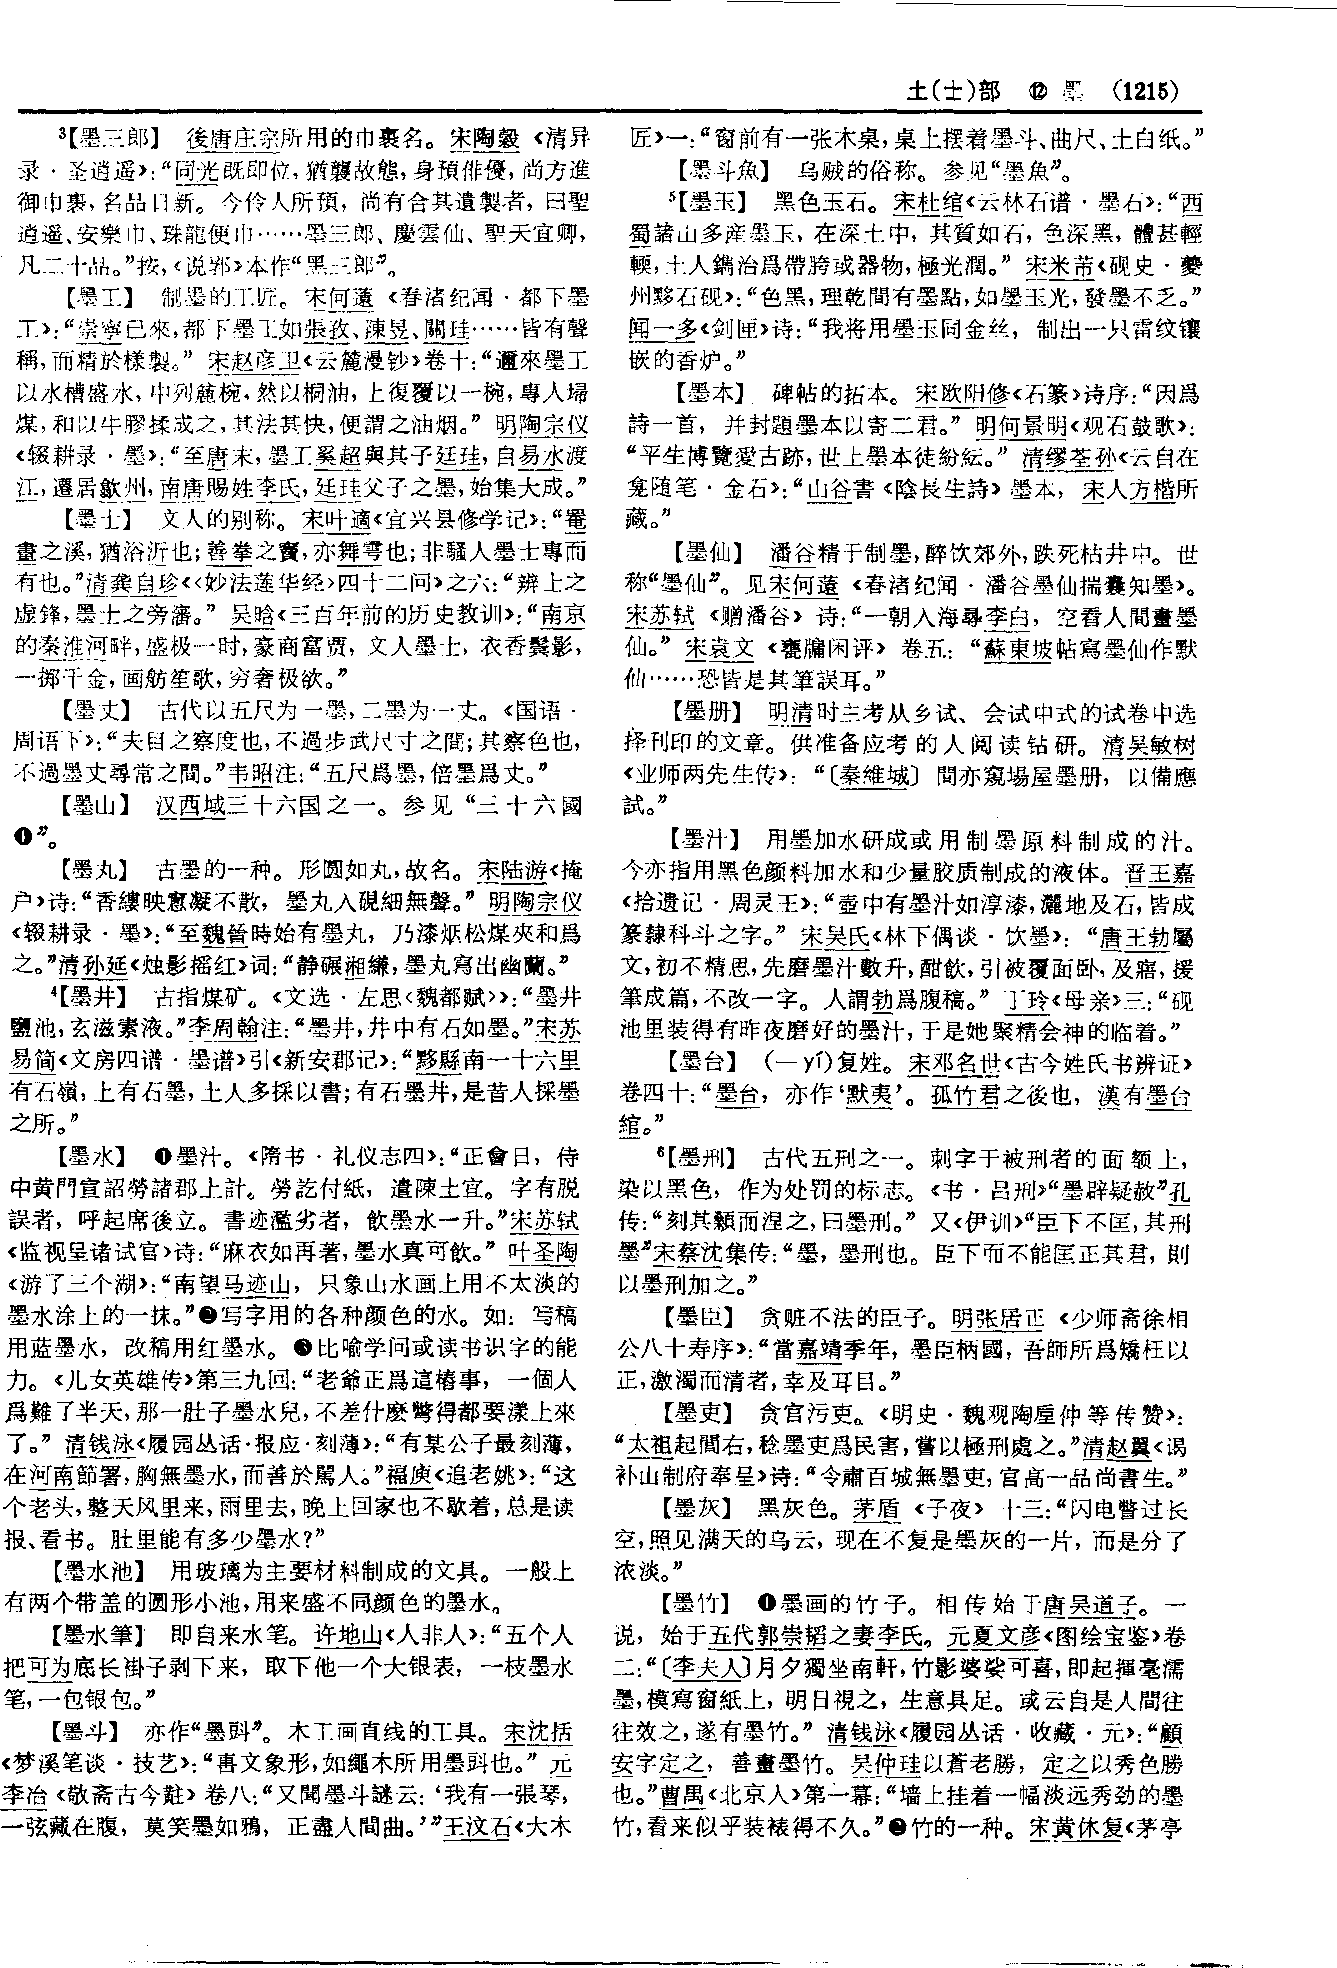 土(士)部 ⑫ 墨 (1215)
³【墨三郎】 後唐庄宗所用的巾裹名。宋陶穀《清异
录·圣逍遥》：“同光既即位，猶襲故態，身預俳優，尚方進
御巾裹，名品日新。今伶人所預，尚有合其遺製者，曰聖
逍遥、安樂巾、珠龍便巾……墨三郎、慶雲仙、聖天宜卿，
凡二十品。”按，《说郛》本作“黑三郎”。
【墨工】 制墨的工匠。宋何薳《春渚纪闻·都下墨
工》：“崇寧已來，都下墨工如張孜、陳昱、關珪……皆有聲
稱，而精於樣製。” 宋赵彦卫《云麓漫钞》卷十：“邇來墨工
以水槽盛水，中列麄椀，然以桐油，上復覆以一椀，專人埽
煤，和以牛膠揉成之，其法甚快，便謂之油烟。” 明陶宗仪
《辍耕录·墨》：“至唐末，墨工奚超與其子廷珪，自易水渡
江，遷居歙州，南唐賜姓李氏，廷珪父子之墨，始集大成。”
【墨士】 文人的别称。宋叶適《宜兴县修学记》：“罨
畫之溪，猶浴沂也；善拳之竇，亦舞雩也；非騷人墨士專而
有也。”清龚自珍《〈妙法莲华经〉四十二问》之六：“辨上之
虚锋，墨士之旁瀋。” 吴晗《三百年前的历史教训》：“南京
的秦淮河畔，盛极一时，豪商富贾，文人墨士，衣香鬓影，
一掷千金，画舫笙歌，穷奢极欲。”
【墨丈】 古代以五尺为一墨，二墨为一丈。《国语·
周语下》：“夫目之察度也，不過步武尺寸之間；其察色也，
不過墨丈尋常之間。”韦昭注：“五尺爲墨，倍墨爲丈。”
【墨山】 汉西域三十六国之一。参见“三十六國
❶”。
【墨丸】 古墨的一种。形圆如丸，故名。宋陆游《掩
户》诗：“香縷映窻凝不散，墨丸入硯細無聲。” 明陶宗仪
《辍耕录·墨》：“至魏晉時始有墨丸，乃漆烟松煤夾和爲
之。”清孙延《烛影摇红》词：“静碾湘縑，墨丸寫出幽蘭。”
⁴【墨井】 古指煤矿。《文选·左思〈魏都赋〉》：“墨井
鹽池，玄滋素液。”李周翰注：“墨井，井中有石如墨。”宋苏
易简《文房四谱·墨谱》引《新安郡记》：“黟縣南一十六里
有石嶺，上有石墨，土人多採以書；有石墨井，是昔人採墨
之所。”
【墨水】 ❶墨汁。《隋书·礼仪志四》：“正會日，侍
中黄門宣詔勞諸郡上計。勞訖付紙，遣陳土宜。字有脱
誤者，呼起席後立。書迹濫劣者，飲墨水一升。”宋苏轼
《监视呈诸试官》诗：“麻衣如再著，墨水真可飲。” 叶圣陶
《游了三个湖》：“南望马迹山，只象山水画上用不太淡的
墨水涂上的一抹。”❷写字用的各种颜色的水。如：写稿
用蓝墨水，改稿用红墨水。❸比喻学问或读书识字的能
力。《儿女英雄传》第三九回：“老爺正爲這樁事，一個人
爲難了半天，那一肚子墨水兒，不差什麽彆得都要漾上來
了。” 清钱泳《履园丛话·报应·刻薄》：“有某公子最刻薄，
在河南節署，胸無墨水，而善於駡人。”福庚《追老姚》：“这
个老头，整天风里来，雨里去，晚上回家也不歇着，总是读
报、看书。肚里能有多少墨水？”
【墨水池】 用玻璃为主要材料制成的文具。一般上
有两个带盖的圆形小池，用来盛不同颜色的墨水。
【墨水筆】 即自来水笔。许地山《人非人》：“五个人
把可为底长褂子剥下来，取下他一个大银表，一枝墨水
笔，一包银包。”
【墨斗】 亦作“墨㪷”。木工画直线的工具。宋沈括
《梦溪笔谈·技艺》：“審文象形，如繩木所用墨㪷也。” 元
李冶《敬斋古今黈》卷八：“又聞墨斗謎云：‘我有一張琴，
一弦藏在腹，莫笑墨如鴉，正盡人間曲。’”王汶石《大木
匠》一：“窗前有一张木桌，桌上摆着墨斗、曲尺、土白纸。”
【墨斗魚】 乌贼的俗称。参见“墨魚”。
⁵【墨玉】 黑色玉石。宋杜绾《云林石谱·墨石》：“西
蜀諸山多産墨玉，在深土中，其質如石，色深黑，體甚輕
輭，土人鐫治爲帶胯或器物，極光潤。” 宋米芾《砚史·夔
州黟石砚》：“色黑，理乾間有墨點，如墨玉光，發墨不乏。”
闻一多《剑匣》诗：“我将用墨玉同金丝，制出一只雷纹镶
嵌的香炉。”
【墨本】 碑帖的拓本。宋欧阳修《石篆》诗序：“因爲
詩一首，并封題墨本以寄二君。” 明何景明《观石鼓歌》：
“平生博覽愛古跡，世上墨本徒紛紜。” 清缪荃孙《云自在
龛随笔·金石》：“山谷書《陰長生詩》墨本，宋人方楷所
藏。”
【墨仙】 潘谷精于制墨，醉饮郊外，跌死枯井中。世
称“墨仙”。见宋何薳《春渚纪闻·潘谷墨仙揣囊知墨》。
宋苏轼《赠潘谷》诗：“一朝入海尋李白，空看人間畫墨
仙。” 宋袁文《甕牖闲评》卷五：“蘇東坡帖寫墨仙作默
仙……恐皆是其筆誤耳。”
【墨册】 明清时主考从乡试、会试中式的试卷中选
择刊印的文章。供准备应考的人阅读钻研。清吴敏树
《业师两先生传》：“〔秦維城〕間亦窺場屋墨册，以備應
試。”
【墨汁】 用墨加水研成或用制墨原料制成的汁。
今亦指用黑色颜料加水和少量胶质制成的液体。晋王嘉
《拾遗记·周灵王》：“壺中有墨汁如淳漆，灑地及石，皆成
篆隸科斗之字。” 宋吴氏《林下偶谈·饮墨》：“唐王勃屬
文，初不精思，先磨墨汁數升，酣飲，引被覆面卧，及寤，援
筆成篇，不改一字。人謂勃爲腹稿。” 丁玲《母亲》三：“砚
池里装得有昨夜磨好的墨汁，于是她聚精会神的临着。”
【墨台】 （—yí）复姓。宋邓名世《古今姓氏书辨证》
卷四十：“墨台，亦作‘默夷’。孤竹君之後也，漢有墨台
綰。”
⁶【墨刑】 古代五刑之一。刺字于被刑者的面额上，
染以黑色，作为处罚的标志。《书·吕刑》“墨辟疑赦”孔
传：“刻其顙而涅之，曰墨刑。” 又《伊训》“臣下不匡，其刑
墨”宋蔡沈集传：“墨，墨刑也。臣下而不能匡正其君，則
以墨刑加之。”
【墨臣】 贪赃不法的臣子。明张居正《少师斋徐相
公八十寿序》：“當嘉靖季年，墨臣柄國，吾師所爲矯枉以
正，激濁而清者，幸及耳目。”
【墨吏】 贪官污吏。《明史·魏观陶垕仲等传赞》：
“太祖起閭右，稔墨吏爲民害，嘗以極刑處之。”清赵翼《谒
补山制府奉呈》诗：“令肅百城無墨吏，官高一品尚書生。”
【墨灰】 黑灰色。茅盾《子夜》十三：“闪电瞥过长
空，照见满天的乌云，现在不复是墨灰的一片，而是分了
浓淡。”
【墨竹】 ❶墨画的竹子。相传始于唐吴道子。一
说，始于五代郭崇韬之妻李氏。元夏文彦《图绘宝鉴》卷
二：“〔李夫人〕月夕獨坐南軒，竹影婆娑可喜，即起揮毫濡
墨，模寫窗紙上，明日視之，生意具足。或云自是人間往
往效之，遂有墨竹。” 清钱泳《履园丛话·收藏·元》：“顧
安字定之，善畫墨竹。吴仲珪以蒼老勝，定之以秀色勝
也。”曹禺《北京人》第一幕：“墙上挂着一幅淡远秀劲的墨
竹，看来似乎装裱得不久。”❷竹的一种。宋黄休复《茅亭